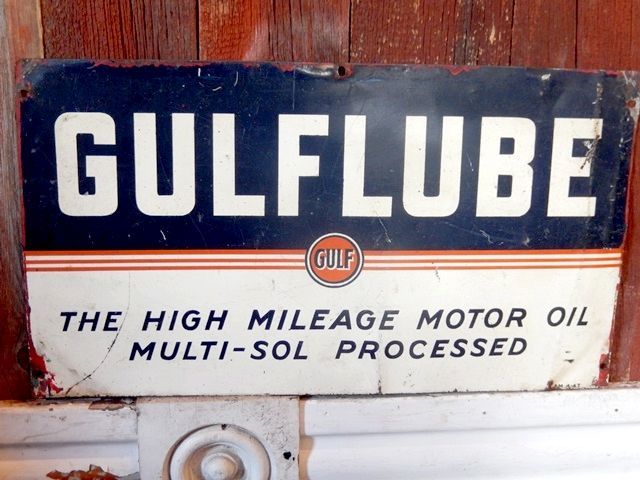 GULFLUBE
GULF
THE HIGH MILEAGE MOTOR OIL
MULTI-SOL PROCESSED